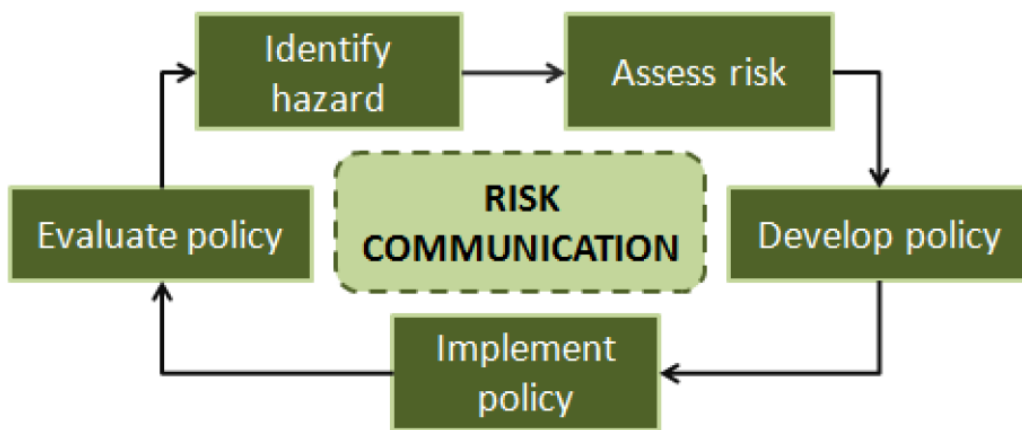 Identify
hazard
Assess risk
RISK
COMMUNICATION
Evaluate policy
Develop policy
Implement
policy